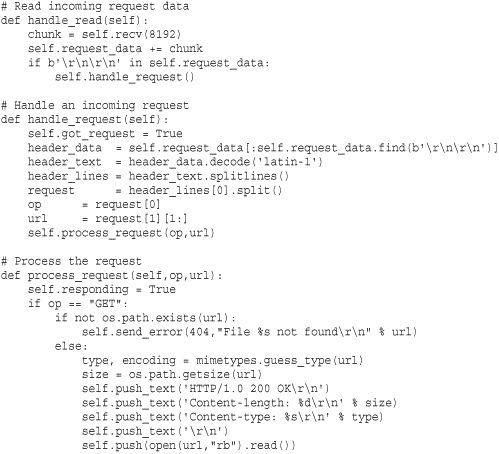 # Read incoming request data
def handle_read(self):
    chunk = self.recv(8192)
    self.request_data += chunk
    if b'\r\n\r\n' in self.request_data:
        self.handle_request()

# Handle an incoming request
def handle_request(self):
    self.got_request = True
    header_data  = self.request_data[:self.request_data.find(b'\r\n\r\n')]
    header_text  = header_data.decode('latin-1')
    header_lines = header_text.splitlines()
    request      = header_lines[0].split()
    op      = request[0]
    url     = request[1][1:]
    self.process_request(op,url)

# Process the request
def process_request(self,op,url):
    self.responding = True
    if op == "GET":
        if not os.path.exists(url):
            self.send_error(404,"File %s not found\r\n" % url)
        else:
            type, encoding = mimetypes.guess_type(url)
            size = os.path.getsize(url)
            self.push_text('HTTP/1.0 200 OK\r\n')
            self.push_text('Content-length: %d\r\n' % size)
            self.push_text('Content-type: %s\r\n' % type)
            self.push_text('\r\n')
            self.push(open(url,"rb").read())